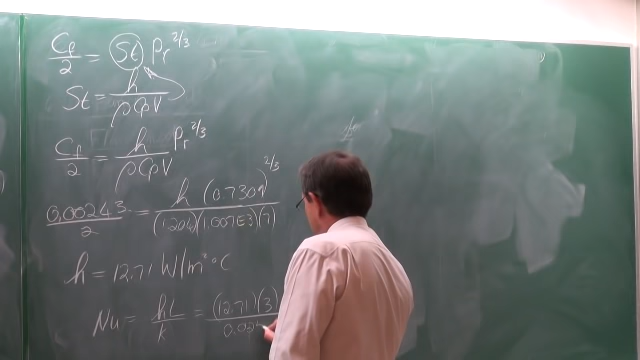 Cf/2 = St Pr^2/3
St = h/ρCpV
Cf/2 = h/ρCpV Pr^2/3
0.00243/2 = h (0.7309)^2/3/(1.204)(1.007E3)(7)
h = 12.71 W/m²·°C
Nu = hL/k = (12.71)(3)/0.02